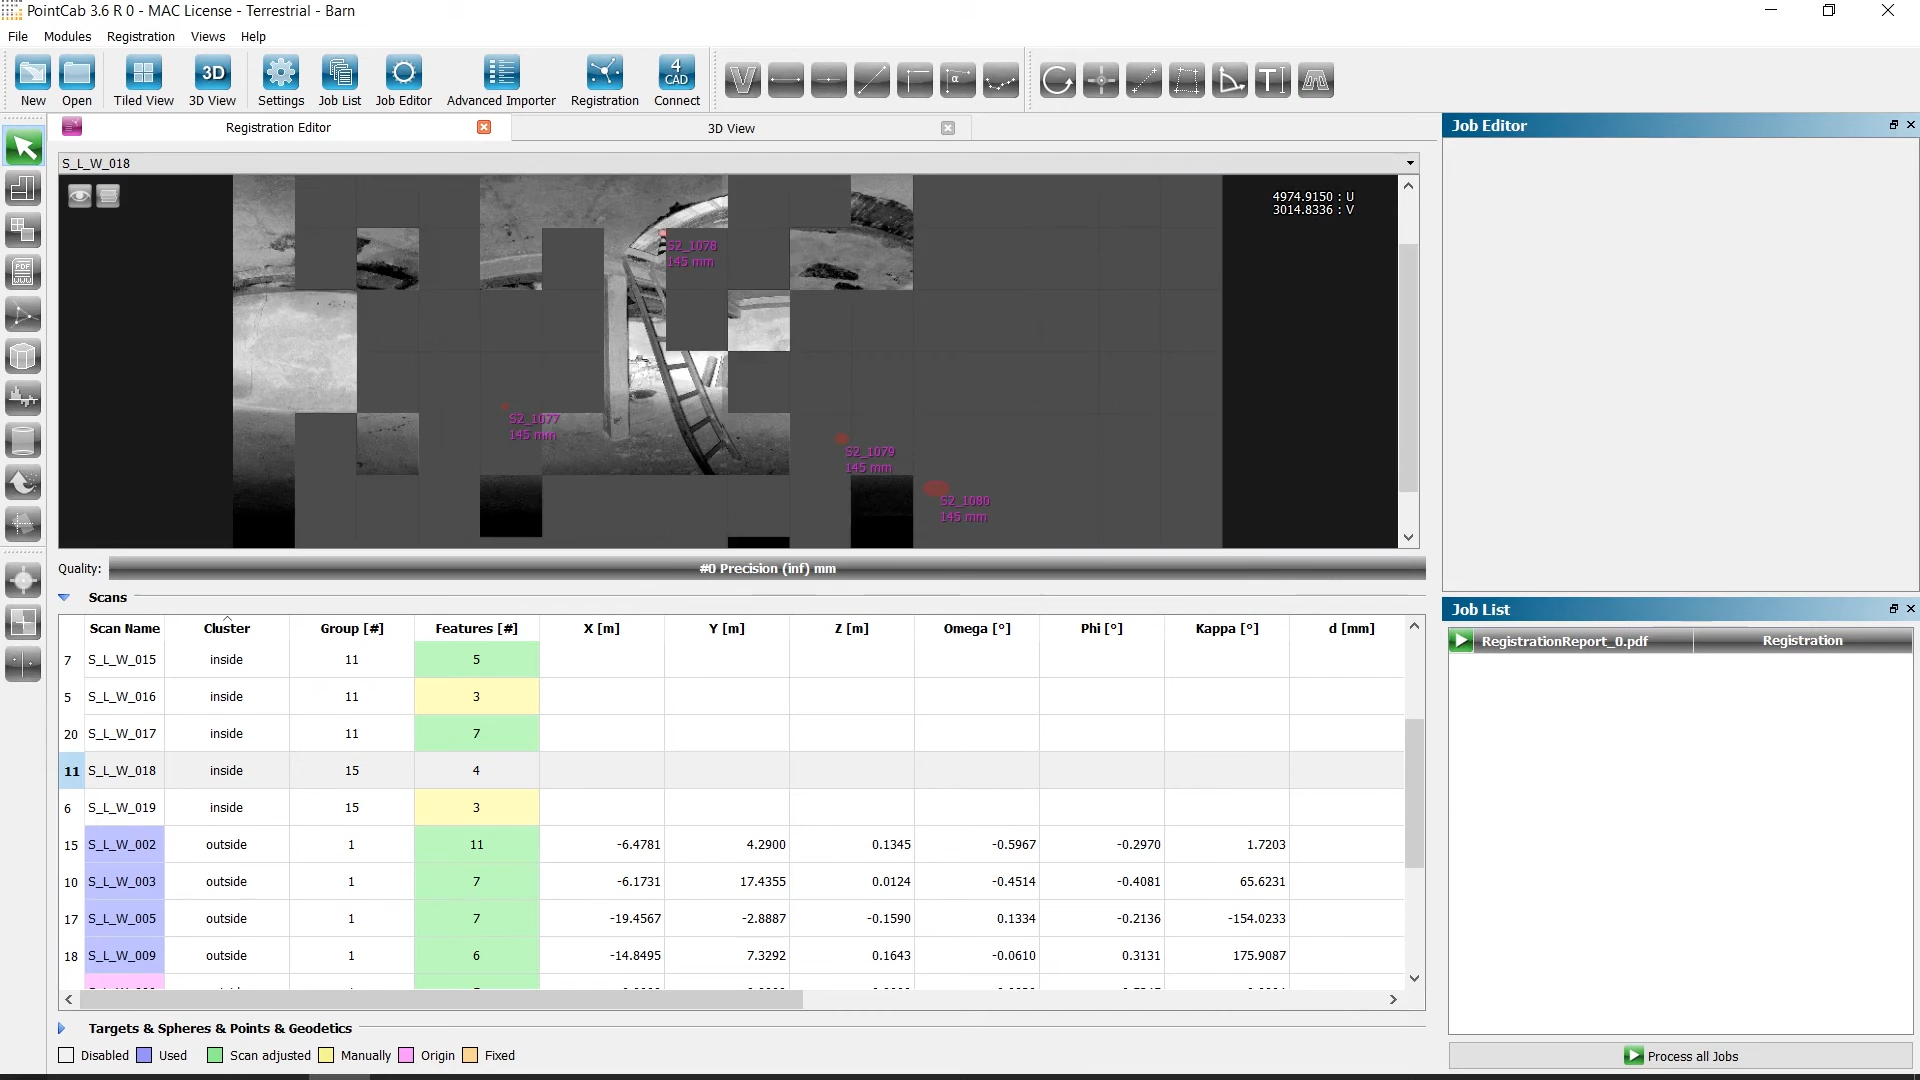 PointCab 3.6 R 0 - MAC License - Terrestrial - Barn
File Modules Registration Views Help
3D 4 CAD V α T
New Open Tiled View 3D View Settings Job List Job Editor Advanced Importer Registration Connect
Registration Editor 3D View
Job Editor
S_L_W_018
4974.9150 : U
3014.8336 : V
S2_1078
145 mm
S2_1077
145 mm
S2_1079
145 mm
S2_1080
145 mm
PDF
Quality: #0 Precision (inf) mm
Scans
Scan Name Cluster Group [#] Features [#] X [m] Y [m] Z [m] Omega [°] Phi [°] Kappa [°] d [mm]
7 S_L_W_015 inside 11 5
5 S_L_W_016 inside 11 3
20 S_L_W_017 inside 11 7
11 S_L_W_018 inside 15 4
6 S_L_W_019 inside 15 3
15 S_L_W_002 outside 1 11 -6.4781 4.2900 0.1345 -0.5967 -0.2970 1.7203
10 S_L_W_003 outside 1 7 -6.1731 17.4355 0.0124 -0.4514 -0.4081 65.6231
17 S_L_W_005 outside 1 7 -19.4567 -2.8887 -0.1590 0.1334 -0.2136 -154.0233
18 S_L_W_009 outside 1 6 -14.8495 7.3292 0.1643 -0.0610 0.3131 175.9087
Targets & Spheres & Points & Geodetics
Disabled Used Scan adjusted Manually Origin Fixed
Job List
RegistrationReport_0.pdf Registration
Process all Jobs